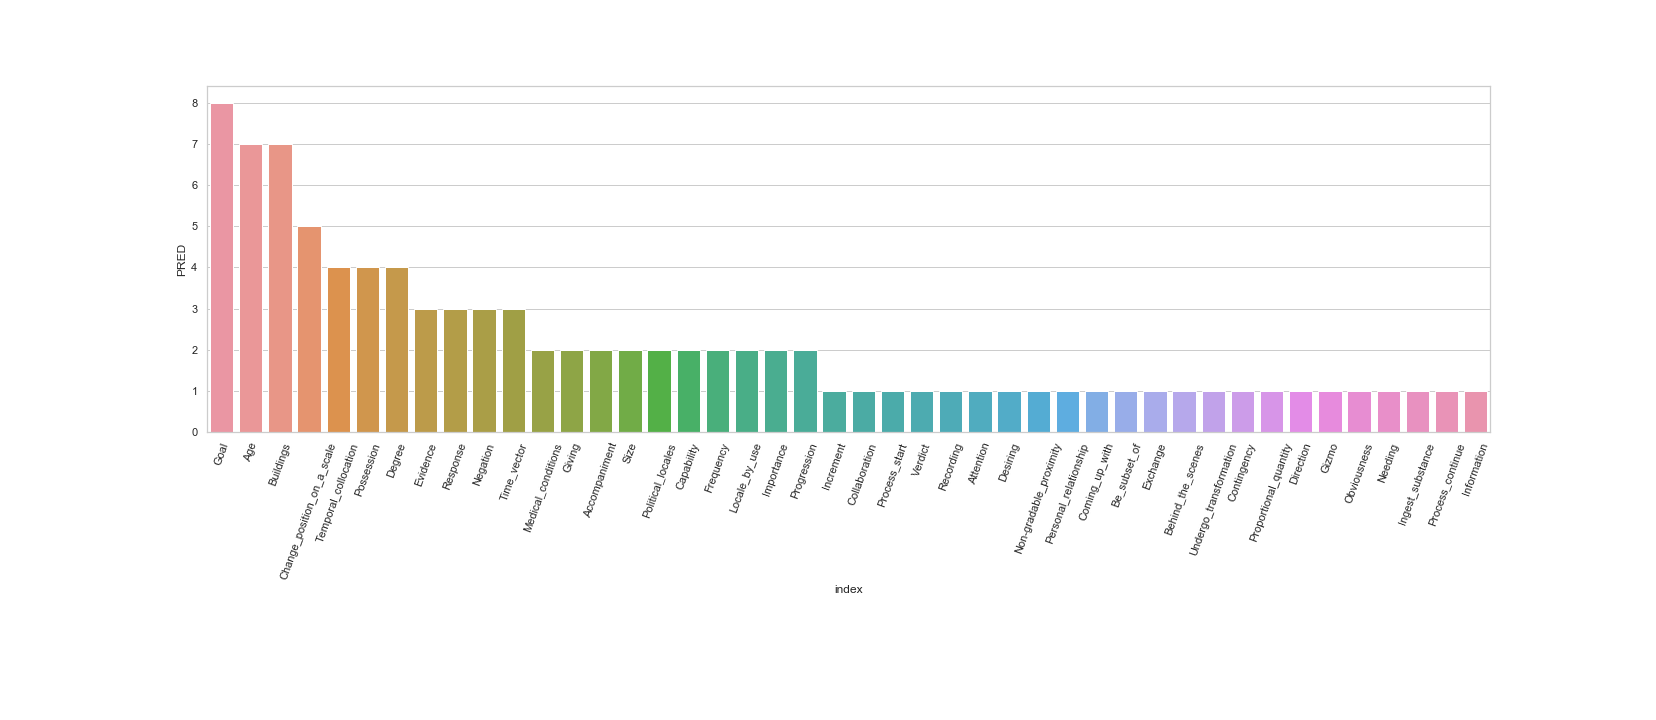 8
7
6
5
4
3
2
1
0
PRED
Goal
Age
Buildings
Change_position_on_a_scale
Temporal_collocation
Possession
Degree
Evidence
Response
Negation
Time_vector
Medical_conditions
Giving
Accompaniment
Size
Political_locales
Capability
Frequency
Locale_by_use
Importance
Progression
Increment
Collaboration
Process_start
Verdict
Recording
Attention
Desiring
Non-gradable_proximity
Personal_relationship
Coming_up_with
Be_subset_of
Exchange
Behind_the_scenes
Undergo_transformation
Contingency
Proportional_quantity
Direction
Gizmo
Obviousness
Needing
Ingest_substance
Process_continue
Information
index